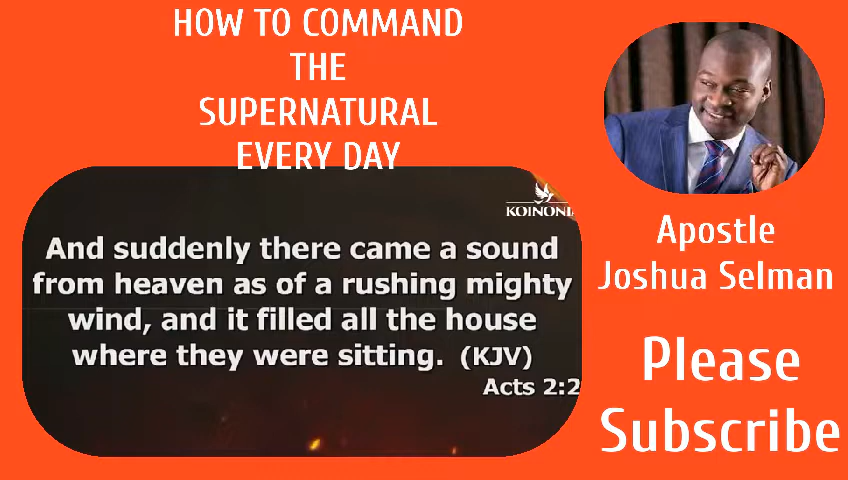 HOW TO COMMAND
THE
SUPERNATURAL
EVERY DAY
KOINONI
And suddenly there came a sound
from heaven as of a rushing mighty
wind, and it filled all the house
where they were sitting. (KJV)
Acts 2:2
Apostle
Joshua Selman
Please
Subscribe